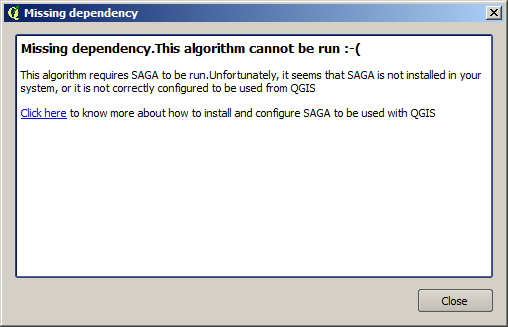 Missing dependency
Missing dependency.This algorithm cannot be run :-(
This algorithm requires SAGA to be run.Unfortunately, it seems that SAGA is not installed in your
system, or it is not correctly configured to be used from QGIS
Click here to know more about how to install and configure SAGA to be used with QGIS
Close